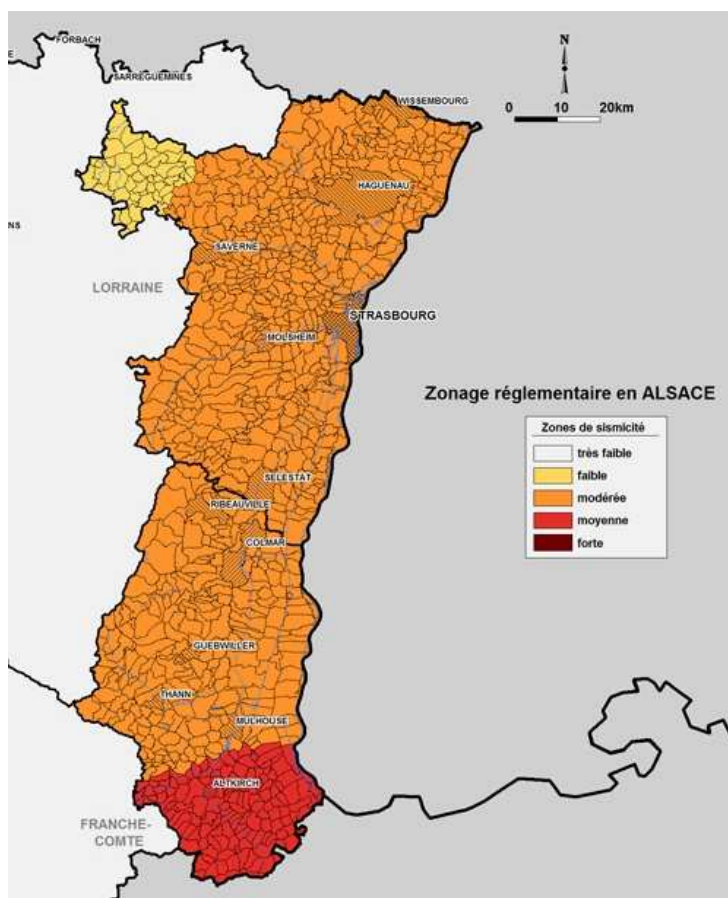 E
FORBACH
SARREGUEMINES
N
0 10 20km
WISSEMBOURG
HAGUENAU
NS
SAVERNE
LORRAINE
STRASBOURG
MOLSHEIM
Zonage réglementaire en ALSACE
Zones de sismicité
très faible
faible
modérée
moyenne
forte
SELESTAT
RIBEAUVILLE
COLMAR
GUEBWILLER
THANN
MULHOUSE
ALTKIRCH
FRANCHE-
COMTE